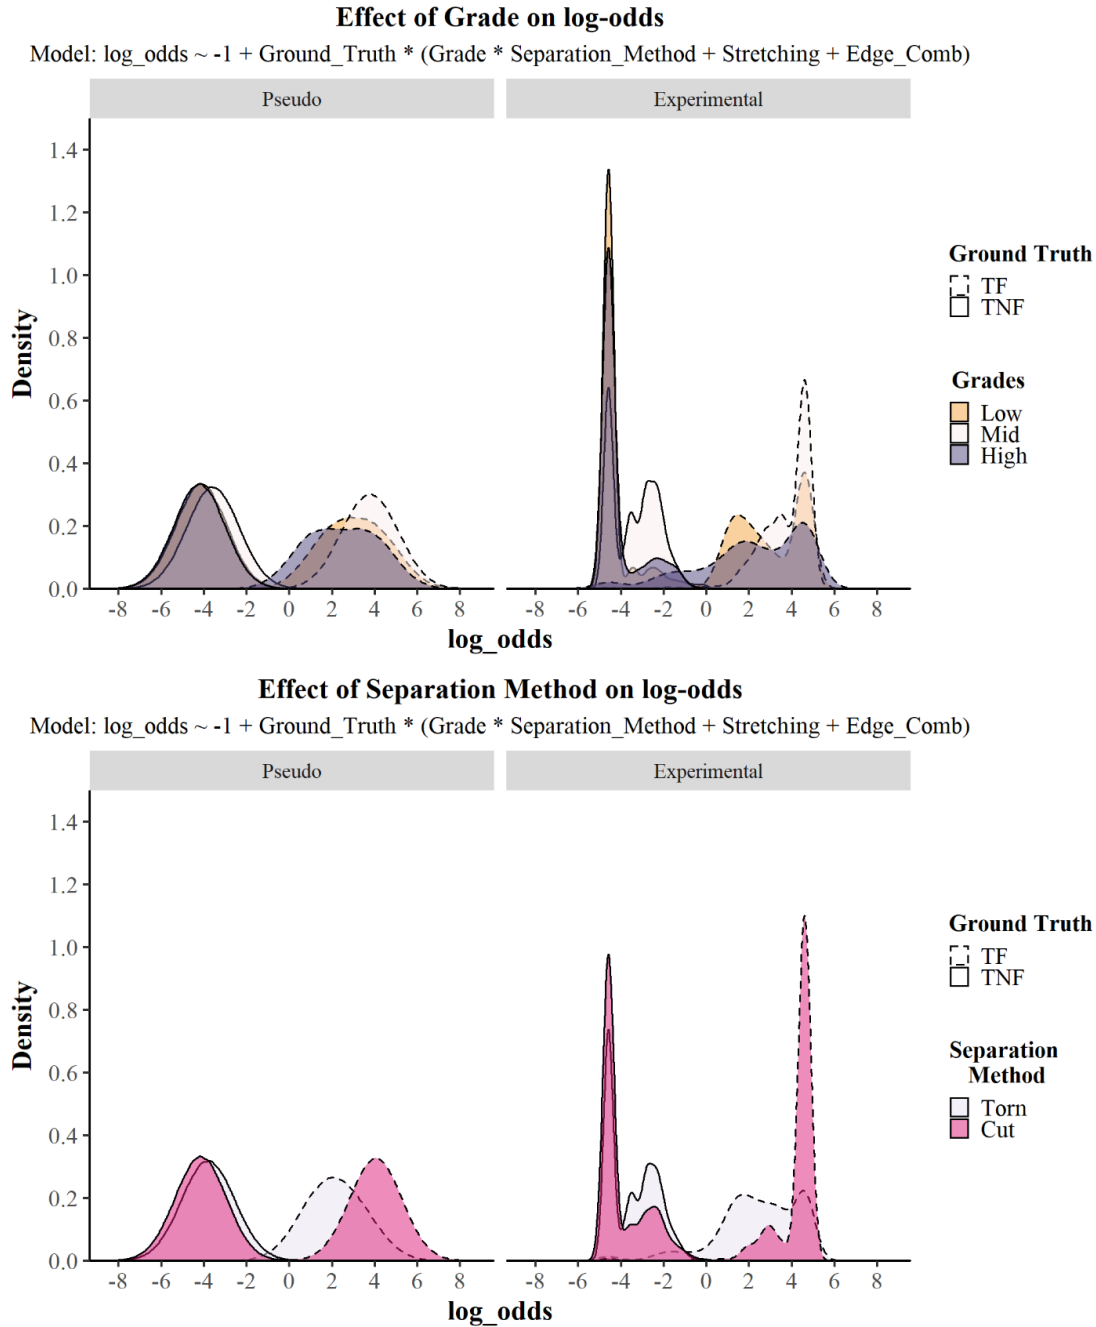 Effect of Grade on log-odds
Model: log_odds ~ -1 + Ground_Truth * (Grade * Separation_Method + Stretching + Edge_Comb)
Pseudo
Experimental
1.4
1.2
1.0
0.8
0.6
0.4
0.2
0.0
Density
-8 -6 -4 -2 0 2 4 6 8
-8 -6 -4 -2 0 2 4 6 8
log_odds
Ground Truth
TF
TNF
Grades
Low
Mid
High
Effect of Separation Method on log-odds
Model: log_odds ~ -1 + Ground_Truth * (Grade * Separation_Method + Stretching + Edge_Comb)
Pseudo
Experimental
1.4
1.2
1.0
0.8
0.6
0.4
0.2
0.0
Density
-8 -6 -4 -2 0 2 4 6 8
-8 -6 -4 -2 0 2 4 6 8
log_odds
Ground Truth
TF
TNF
Separation
Method
Torn
Cut